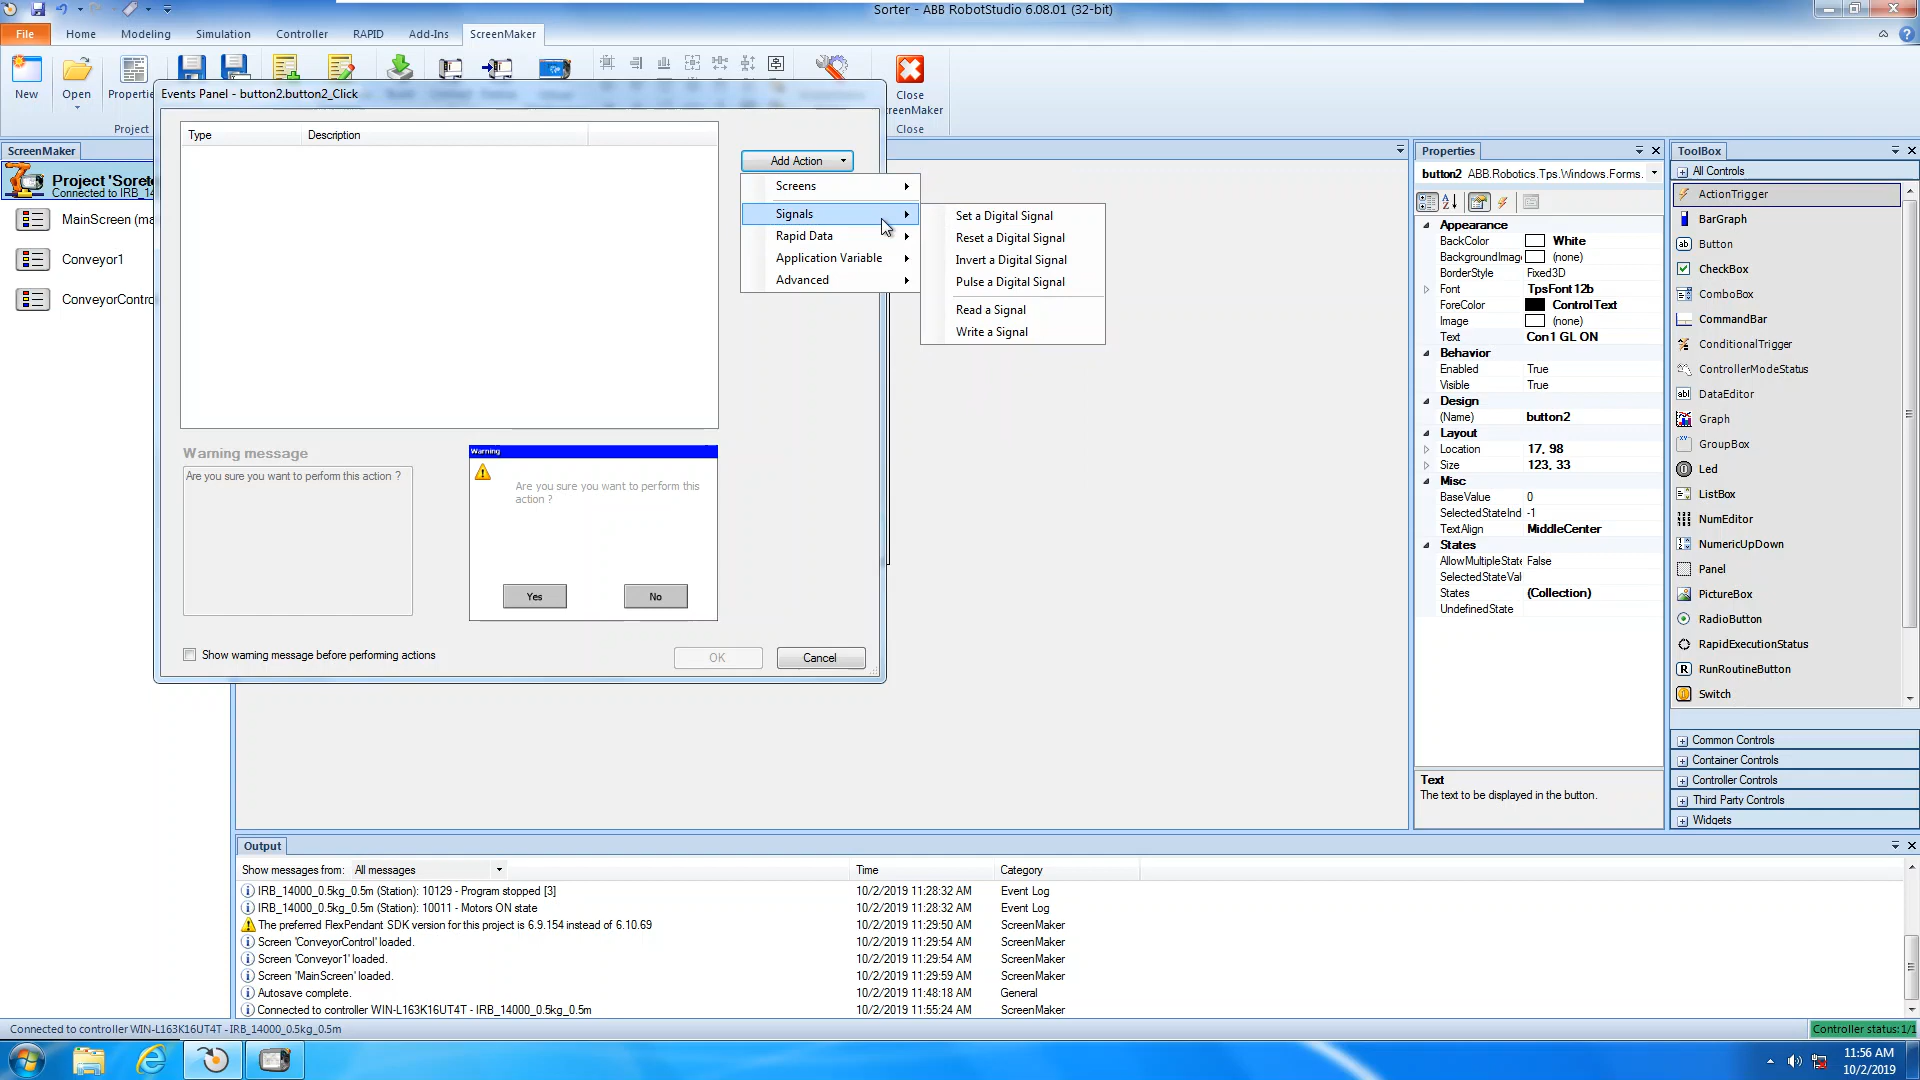 Sorter - ABB RobotStudio 6.08.01 (32-bit)
File Home Modeling Simulation Controller RAPID Add-Ins ScreenMaker
New Open Properti Close
creenMaker
Project Close
Events Panel - button2.button2_Click
Type Description
Add Action
Screens
Signals
Rapid Data
Application Variable
Advanced
Set a Digital Signal
Reset a Digital Signal
Invert a Digital Signal
Pulse a Digital Signal
Read a Signal
Write a Signal
Warning message
Are you sure you want to perform this action ?
Warning
Are you sure you want to perform this
action ?
Yes No
Show warning message before performing actions
OK Cancel
ScreenMaker
Project 'Sorete
Connected to IRB_14
MainScreen (ma
Conveyor1
ConveyorContro
Properties
button2 ABB.Robotics.Tps.Windows.Forms.
Appearance
BackColor White
BackgroundImag (none)
BorderStyle Fixed3D
Font TpsFont12b
ForeColor ControlText
Image (none)
Text Con1 GL ON
Behavior
Enabled True
Visible True
Design
(Name) button2
Layout
Location 17, 98
Size 123, 33
Misc
BaseValue 0
SelectedStateInd -1
TextAlign MiddleCenter
States
AllowMultipleState False
SelectedStateVal
States (Collection)
UndefinedState
Text
The text to be displayed in the button.
ToolBox
All Controls
ActionTrigger
BarGraph
Button
CheckBox
ComboBox
CommandBar
ConditionalTrigger
ControllerModeStatus
DataEditor
Graph
GroupBox
Led
ListBox
NumEditor
NumericUpDown
Panel
PictureBox
RadioButton
RapidExecutionStatus
RunRoutineButton
Switch
Common Controls
Container Controls
Controller Controls
Third Party Controls
Widgets
Output
Show messages from: All messages Time Category
IRB_14000_0.5kg_0.5m (Station): 10129 - Program stopped [3] 10/2/2019 11:28:32 AM Event Log
IRB_14000_0.5kg_0.5m (Station): 10011 - Motors ON state 10/2/2019 11:28:32 AM Event Log
The preferred FlexPendant SDK version for this project is 6.9.154 instead of 6.10.69 10/2/2019 11:29:50 AM ScreenMaker
Screen 'ConveyorControl' loaded. 10/2/2019 11:29:54 AM ScreenMaker
Screen 'Conveyor1' loaded. 10/2/2019 11:29:54 AM ScreenMaker
Screen 'MainScreen' loaded. 10/2/2019 11:29:59 AM ScreenMaker
Autosave complete. 10/2/2019 11:48:18 AM General
Connected to controller WIN-L163K16UT4T - IRB_14000_0.5kg_0.5m 10/2/2019 11:55:24 AM ScreenMaker
Connected to controller WIN-L163K16UT4T - IRB_14000_0.5kg_0.5m
Controller status: 1/1
11:56 AM
10/2/2019